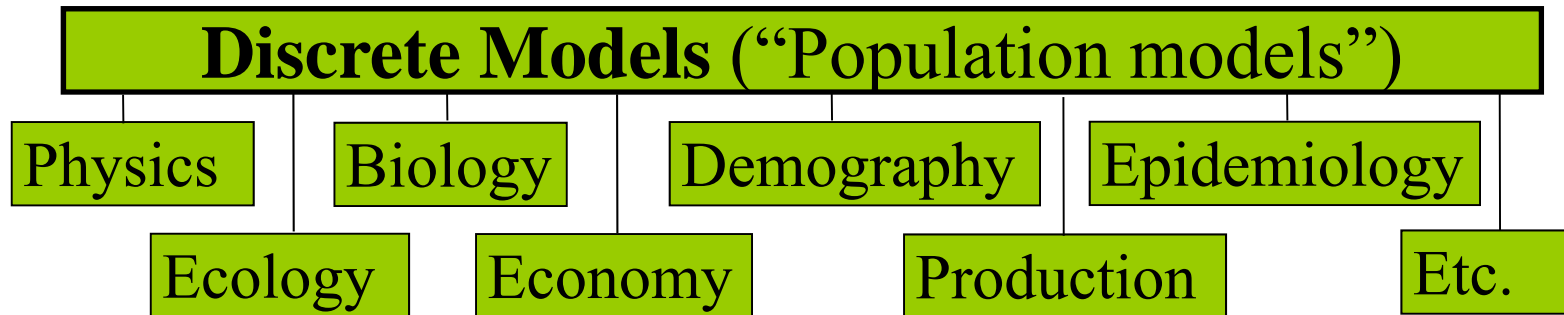 Discrete Models (“Population models”)
Physics Biology Demography Epidemiology
Ecology Economy Production Etc.